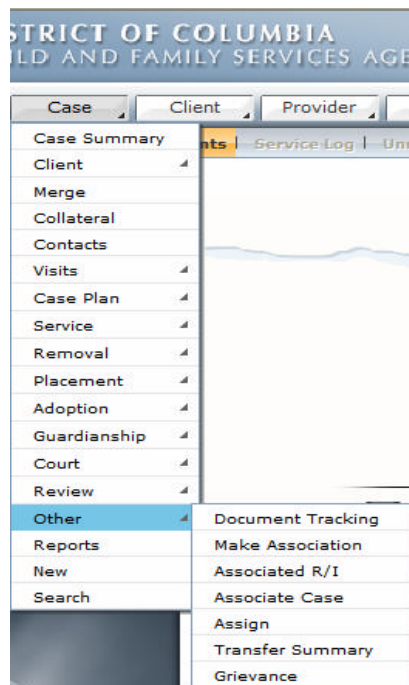 STRICT OF COLUMBIA
ILD AND FAMILY SERVICES AGE
Case Client Provider
nts | Service Log | Un
Case Summary
Client
Merge
Collateral
Contacts
Visits
Case Plan
Service
Removal
Placement
Adoption
Guardianship
Court
Review
Other
Reports
New
Search
Document Tracking
Make Association
Associated R/I
Associate Case
Assign
Transfer Summary
Grievance